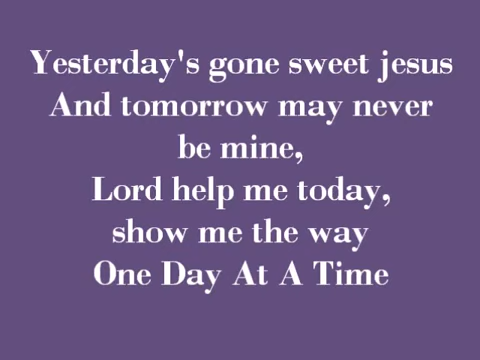 Yesterday's gone sweet jesus
And tomorrow may never
be mine,
Lord help me today,
show me the way
One Day At A Time